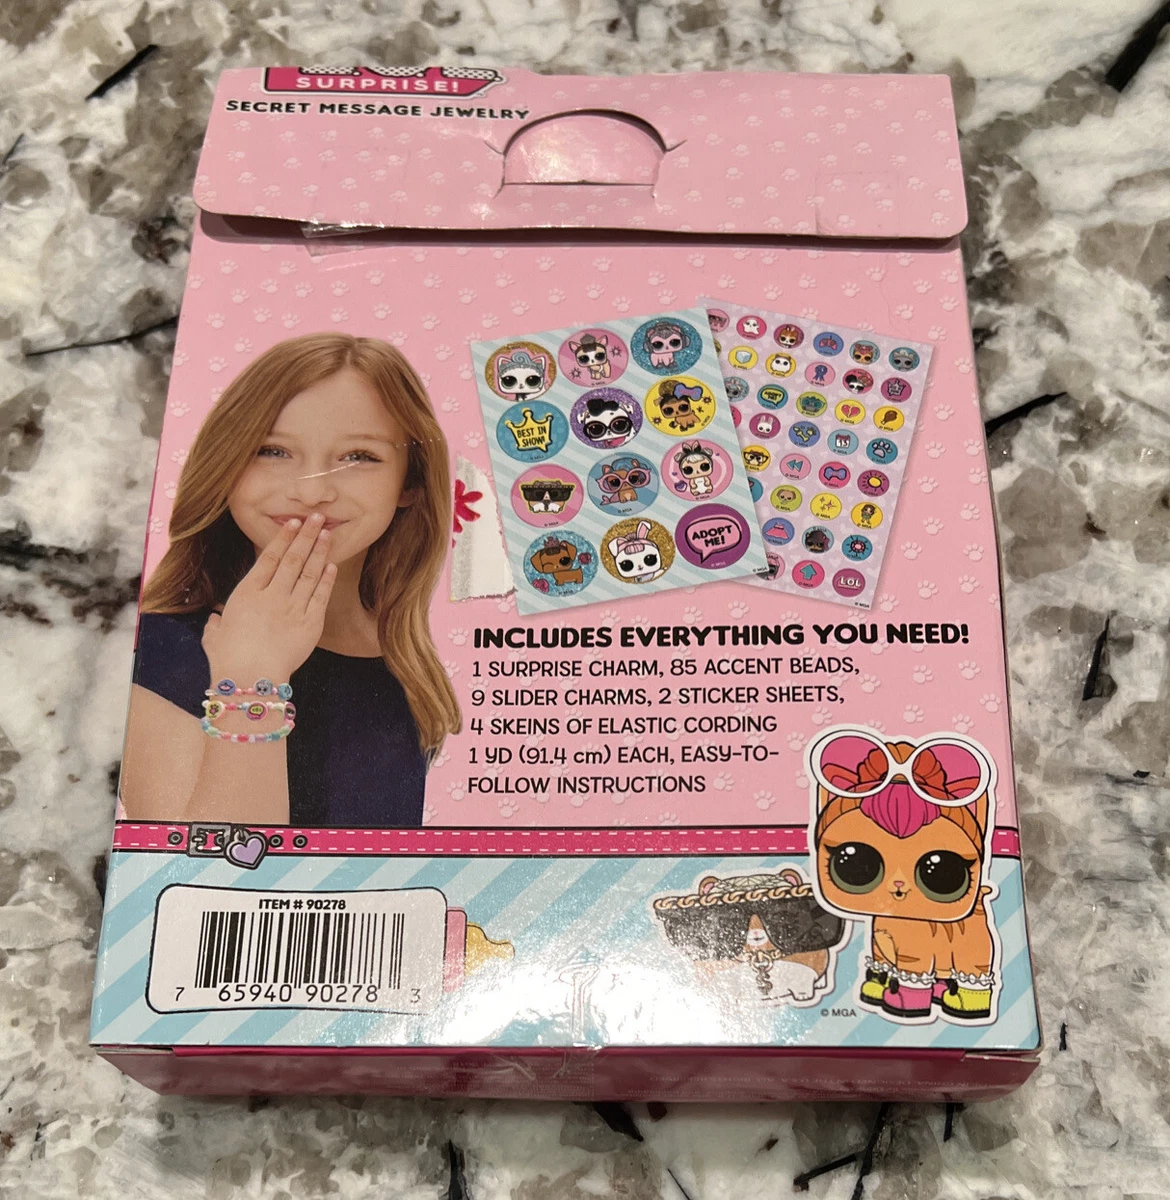 SURPRISE!
SECRET MESSAGE JEWELRY
BEST IN
SHOW!
ADOPT
ME!
LOL
© MGA
INCLUDES EVERYTHING YOU NEED!
1 SURPRISE CHARM, 85 ACCENT BEADS,
9 SLIDER CHARMS, 2 STICKER SHEETS,
4 SKEINS OF ELASTIC CORDING
1 YD (91.4 cm) EACH, EASY-TO-
FOLLOW INSTRUCTIONS
ITEM # 90278
7 65940 90278 3
© MGA